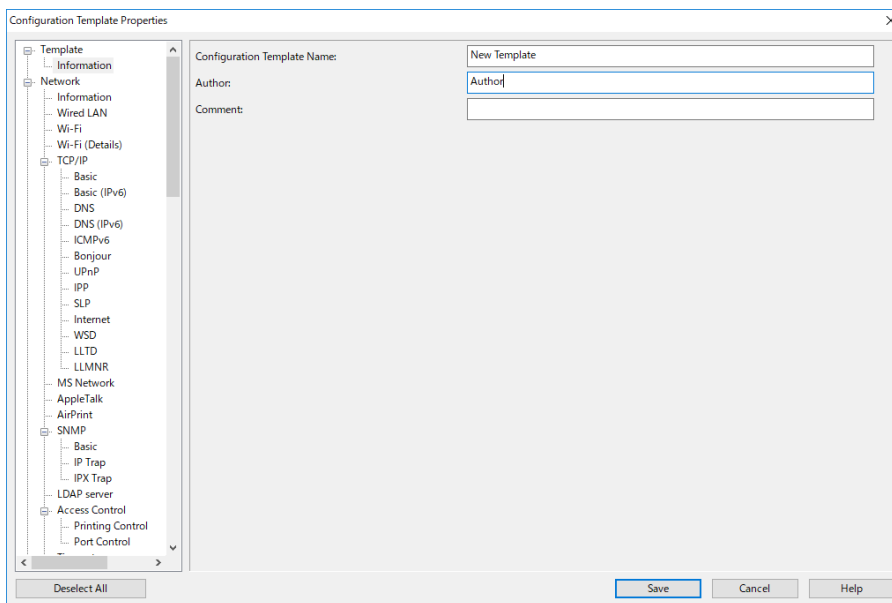 Configuration Template Properties
Template
Information
Network
Information
Wired LAN
Wi-Fi
Wi-Fi (Details)
TCP/IP
Basic
Basic (IPv6)
DNS
DNS (IPv6)
ICMPv6
Bonjour
UPnP
IPP
SLP
Internet
WSD
LLTD
LLMNR
MS Network
AppleTalk
AirPrint
SNMP
Basic
IP Trap
IPX Trap
LDAP server
Access Control
Printing Control
Port Control
Configuration Template Name: New Template
Author: Author
Comment:
Deselect All Save Cancel Help